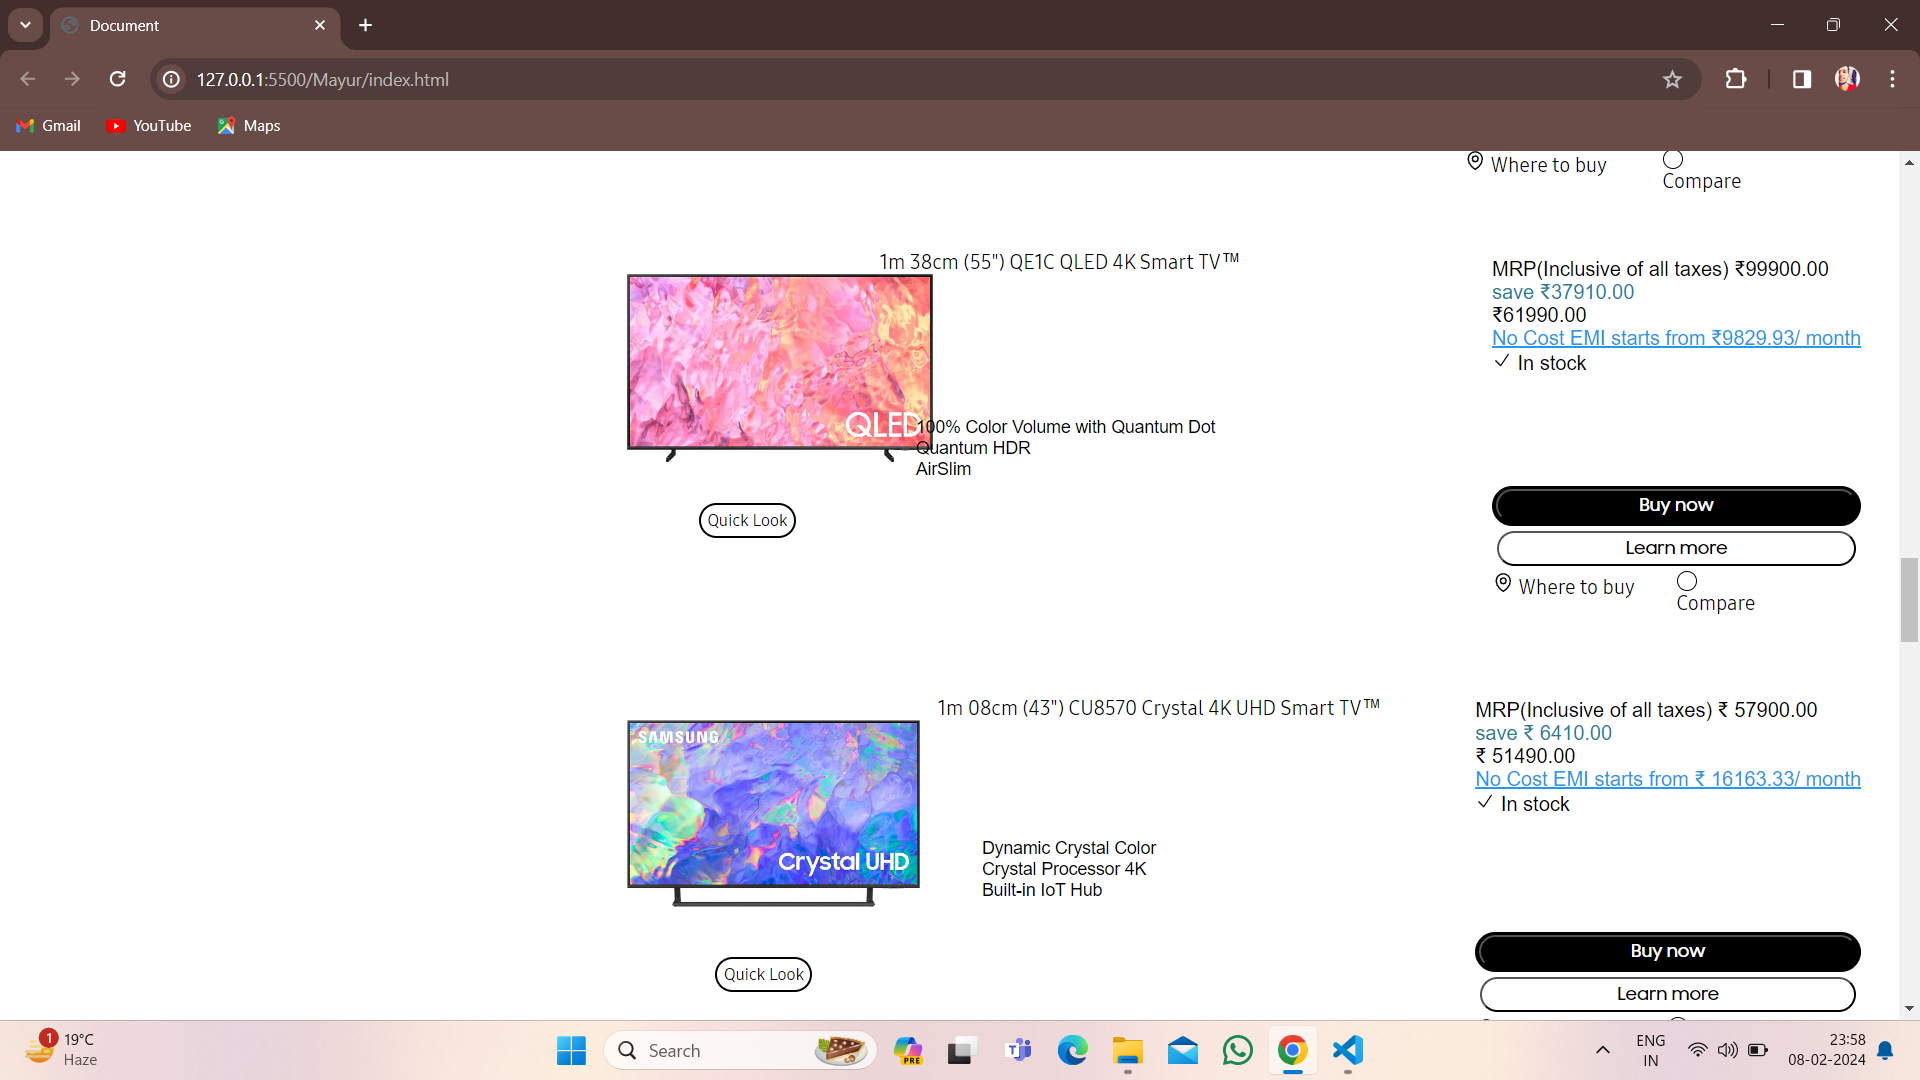 Document
127.0.0.1:5500/Mayur/index.html
Gmail
YouTube
Maps
Where to buy
Compare
1m 38cm (55") QE1C QLED 4K Smart TV™
MRP(Inclusive of all taxes) ₹99900.00
save ₹37910.00
₹61990.00
No Cost EMI starts from ₹9829.93/ month
In stock
QLED
100% Color Volume with Quantum Dot
Quantum HDR
AirSlim
Quick Look
Buy now
Learn more
Where to buy
Compare
1m 08cm (43") CU8570 Crystal 4K UHD Smart TV™
MRP(Inclusive of all taxes) ₹ 57900.00
save ₹ 6410.00
₹ 51490.00
No Cost EMI starts from ₹ 16163.33/ month
In stock
SAMSUNG
Crystal UHD
Dynamic Crystal Color
Crystal Processor 4K
Built-in IoT Hub
Quick Look
Buy now
Learn more
1
19°C
Haze
Search
PRE
ENG
IN
23:58
08-02-2024